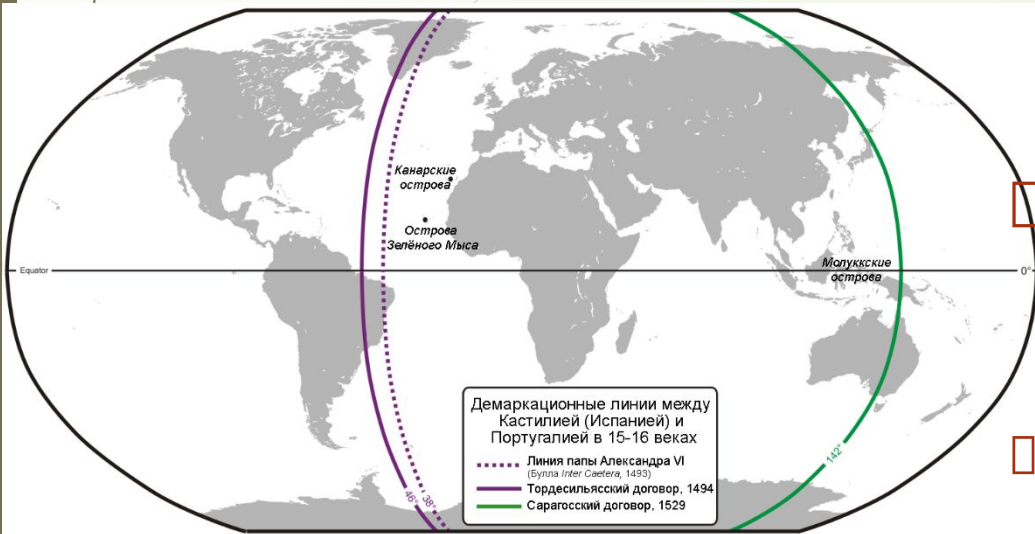 Канарские
острова
Острова
Зелёного Мыса
Equator
Молуккские
острова
0°
Демаркационные линии между
Кастилией (Испанией) и
Португалией в 15-16 веках
Линия папы Александра VI
(Булла Inter Caetera, 1493)
Тордесильясский договор, 1494
Сарагосский договор, 1529
46°
38°
142°